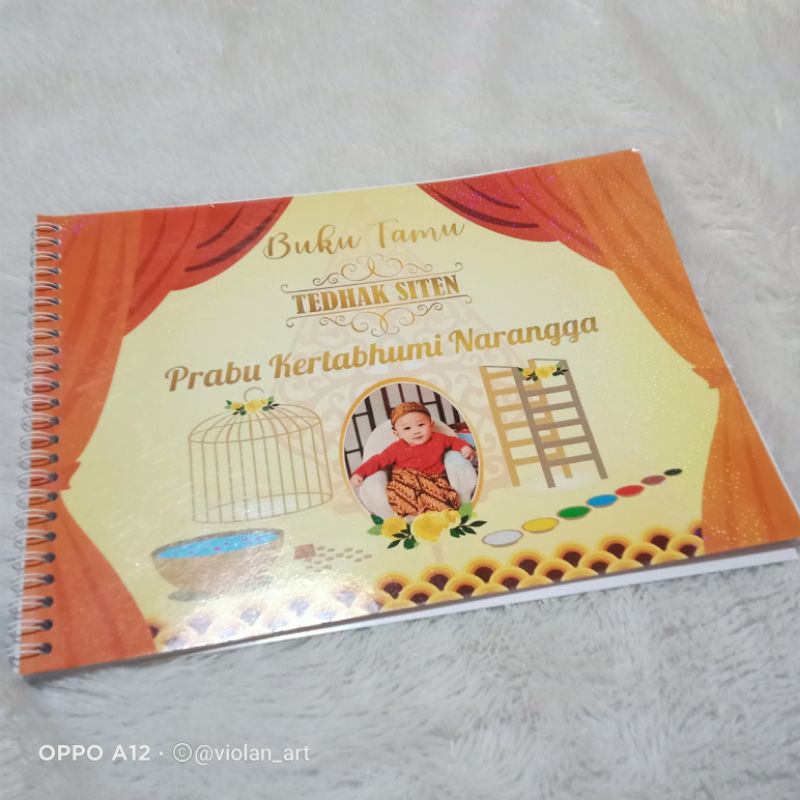 Buku Tamu
TEDHAK SITEN
Prabu Kertabhumi Narangga
OPPO A12 · ©@violan_art